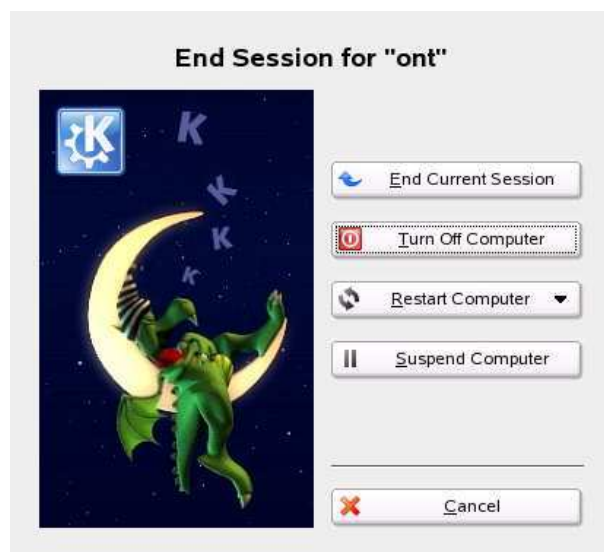 End Session for "ont"
K
K
K
K
K
End Current Session
Turn Off Computer
Restart Computer
Suspend Computer
Cancel